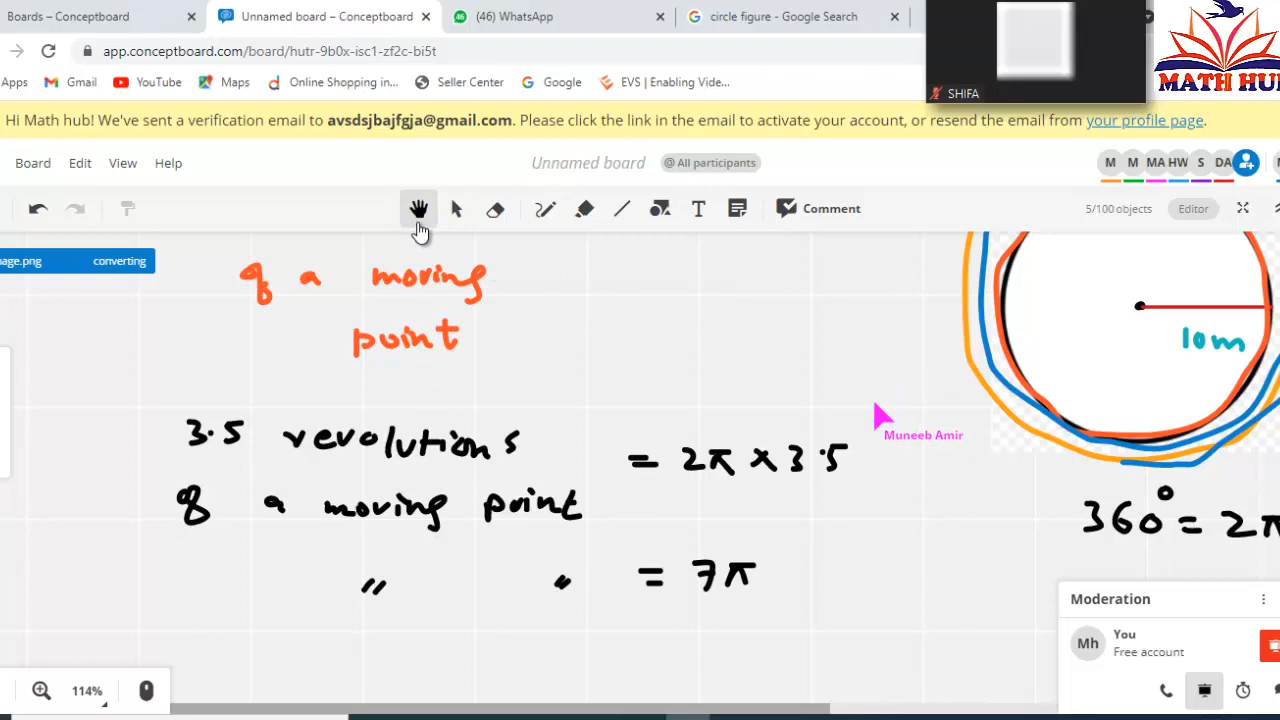 Boards – Conceptboard
Unnamed board – Conceptboard
(46) WhatsApp
circle figure - Google Search
app.conceptboard.com/board/hutr-9b0x-isc1-zf2c-bi5t
Apps
Gmail
YouTube
Maps
Online Shopping in...
Seller Center
Google
EVS | Enabling Vide...
SHIFA
MATH HUB
Hi Math hub! We've sent a verification email to avsdsjbajfgja@gmail.com. Please click the link in the email to activate your account, or resend the email from your profile page.
Board Edit View Help
Unnamed board
@ All participants
M M MA HW S DA
Comment
5/100 objects
Editor
nage.png converting
of a moving
point
10m
3.5 revolutions = 2π × 3.5
of a moving point
Muneeb Amir
360° = 2π
〃 〃 = 7π
Moderation
Mh
You
Free account
114%